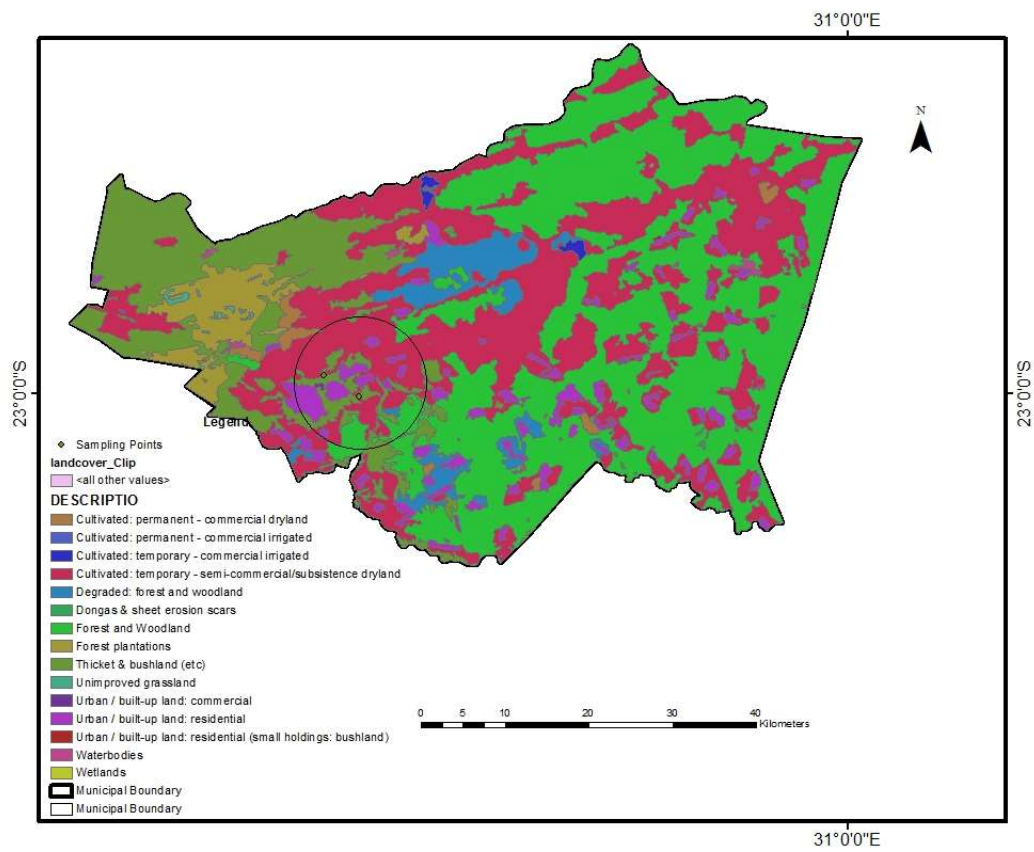 31°0'0"E
N
23°0'0"S
23°0'0"S
Legend
Sampling Points
landcover_Clip
<all other values>
DESCRIPTIO
Cultivated: permanent - commercial dryland
Cultivated: permanent - commercial irrigated
Cultivated: temporary - commercial irrigated
Cultivated: temporary - semi-commercial/subsistence dryland
Degraded: forest and woodland
Dongas & sheet erosion scars
Forest and Woodland
Forest plantations
Thicket & bushland (etc)
Unimproved grassland
Urban / built-up land: commercial
Urban / built-up land: residential
Urban / built-up land: residential (small holdings: bushland)
Waterbodies
Wetlands
Municipal Boundary
Municipal Boundary
0 5 10 20 30 40
Kilometers
31°0'0"E